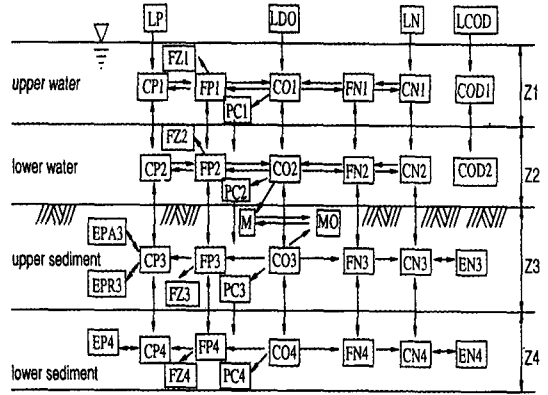 LP LDO LN LCOD
FZ1
upper water CP1 FP1 CO1 FN1 CN1 COD1 Z1
PC1
FZ2
lower water CP2 FP2 CO2 FN2 CN2 COD2 Z2
PC2
M MO
EPA3
upper sediment CP3 FP3 CO3 FN3 CN3 EN3 Z3
EPR3 FZ3 PC3
EP4 CP4 FP4 CO4 FN4 CN4 EN4 Z4
lower sediment FZ4 PC4